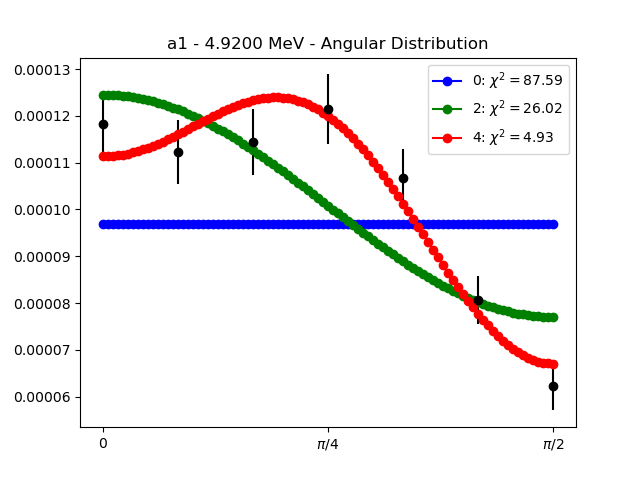 a1 - 4.9200 MeV - Angular Distribution
0.00013
0.00012
0.00011
0.00010
0.00009
0.00008
0.00007
0.00006
0
π/4
π/2
0: χ² = 87.59
2: χ² = 26.02
4: χ² = 4.93